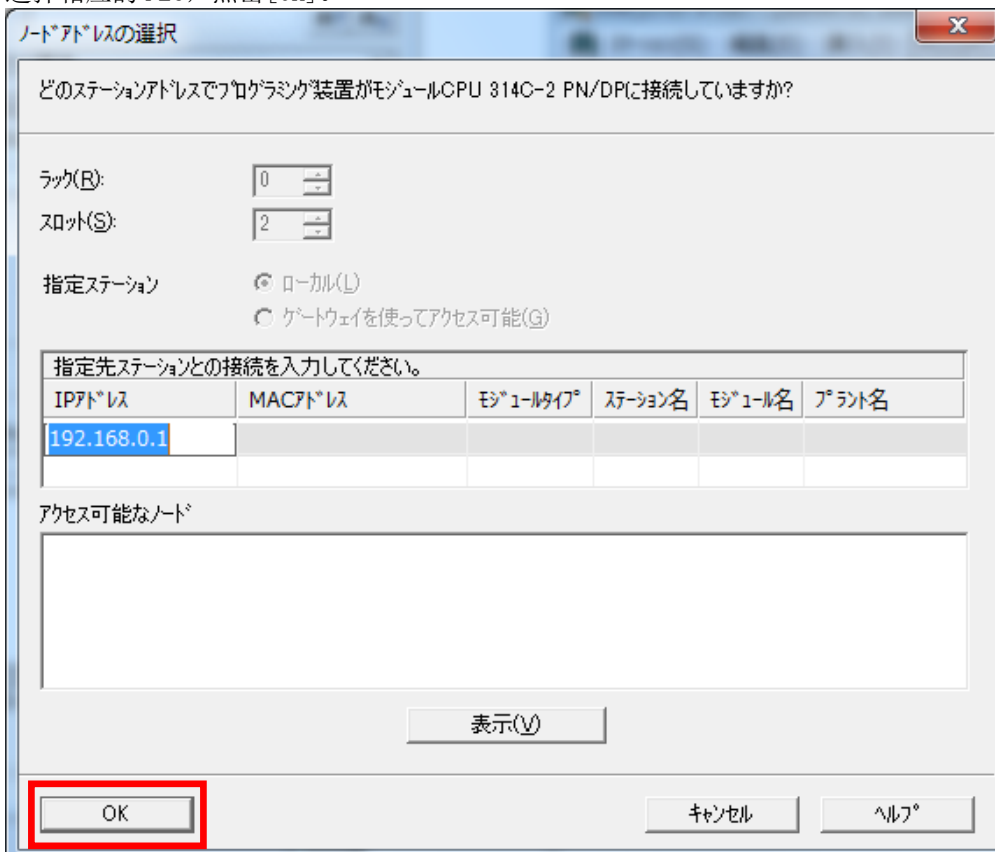 ノードアドレスの選択
どのステーションアドレスでプログラミング装置がモジュールCPU 314C-2 PN/DPに接続していますか?
ラック(R):
0
スロット(S):
2
指定ステーション
ローカル(L)
ゲートウェイを使ってアクセス可能(G)
指定先ステーションとの接続を入力してください。
IPアドレス MACアドレス モジュールタイプ ステーション名 モジュール名 プラント名
192.168.0.1
アクセス可能なノード
表示(V)
OK キャンセル ヘルプ